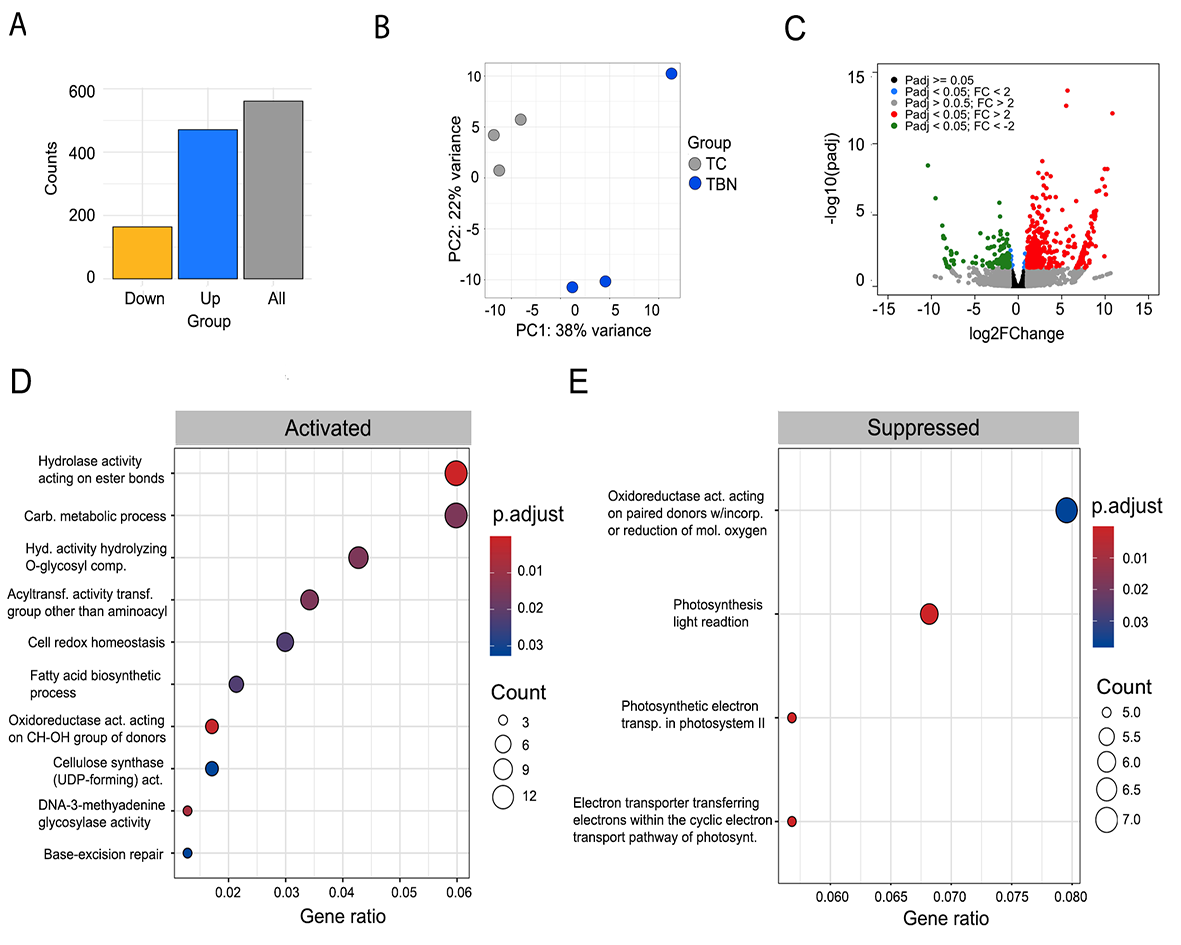 A
600
400
200
0
Counts
Down
Up
All
Group
B
10
5
0
-5
-10
PC2: 22% variance
-10
-5
0
5
10
PC1: 38% variance
Group
TC
TBN
C
15
10
5
0
-log10(padj)
Padj >= 0.05
Padj < 0.05; FC < 2
Padj > 0.5; FC > 2
Padj < 0.05; FC > 2
Padj < 0.05; FC < -2
-15
-10
-5
0
5
10
15
log2FChange
D
Activated
Hydrolase activity
acting on ester bonds
Carb. metabolic process
Hyd. activity hydrolyzing
O-glycosyl comp.
Acyltransf. activity transf.
group other than aminoacyl
Cell redox homeostasis
Fatty acid biosynthetic
process
Oxidoreductase act. acting
on CH-OH group of donors
Cellulose synthase
(UDP-forming) act.
DNA-3-methyadenine
glycosylase activity
Base-excision repair
0.02
0.03
0.04
0.05
0.06
Gene ratio
p.adjust
0.01
0.02
0.03
Count
3
6
9
12
E
Suppressed
Oxidoreductase act. acting
on paired donors w/incorp.
or reduction of mol. oxygen
Photosynthesis
light readtion
Photosynthetic electron
transp. in photosystem II
Electron transporter transferring
electrons within the cyclic electron
transport pathway of photosynt.
0.060
0.065
0.070
0.075
0.080
Gene ratio
p.adjust
0.01
0.02
0.03
Count
5.0
5.5
6.0
6.5
7.0